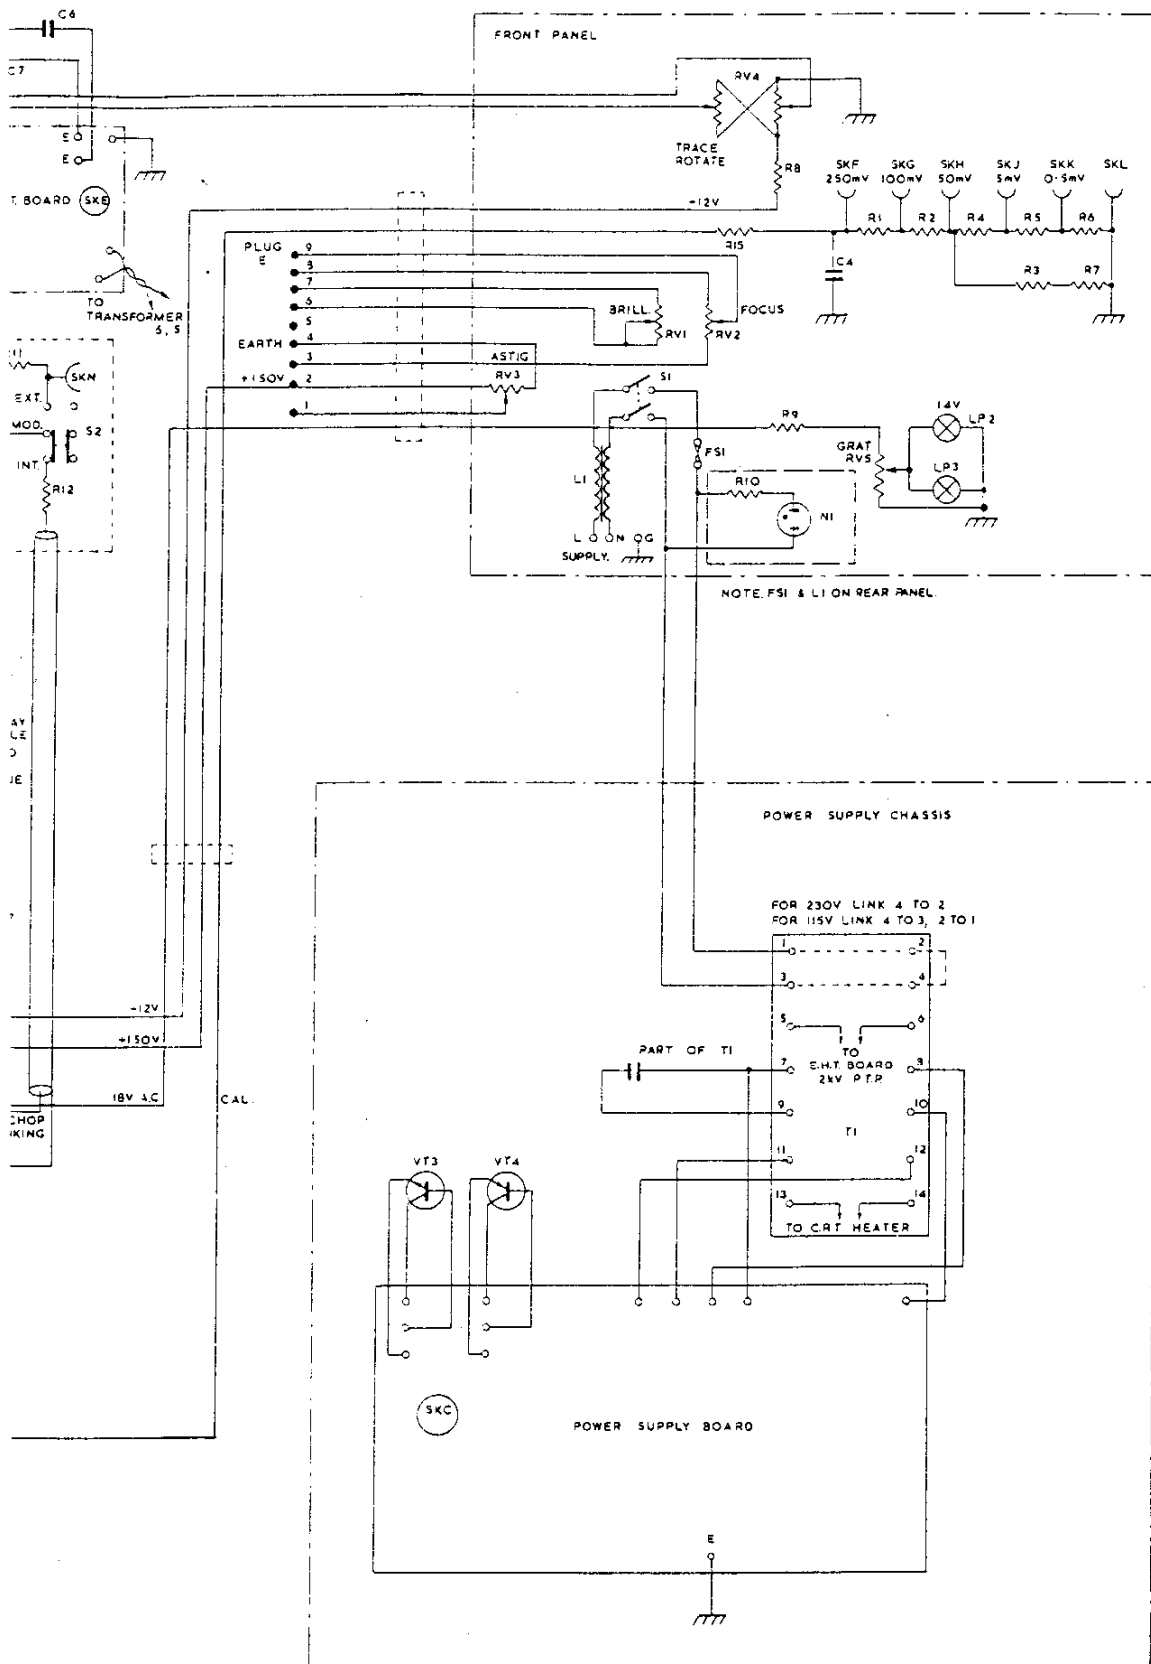 C6
FRONT PANEL
C7
RV4
E
E
TRACE
ROTATE
R8
SKF
250mV
SKG
100mV
SKH
50mV
SKJ
5mV
SKK
0·5mV
SKL
T. BOARD
SKE
-12V
R1
R2
R4
R5
R6
R15
PLUG
E
9
8
7
6
5
4
3
2
1
C4
R3
R7
TO
TRANSFORMER
5, 5
BRILL.
RV1
FOCUS
RV2
EARTH
ASTIG
RV3
+150V
SKN
EXT.
MOD.
INT.
S2
R12
S1
R9
14V
LP2
GRAT
RV5
LP3
FS1
L1
R10
N1
L
N
G
SUPPLY.
NOTE. FS1 & L1 ON REAR PANEL.
AY
LE
POWER SUPPLY CHASSIS
FOR 230V LINK 4 TO 2
FOR 115V LINK 4 TO 3, 2 TO 1
1
2
3
4
-12V
5
6
+150V
PART OF T1
7
TO
E.H.T. BOARD
2kV P.T.P.
18V A.C
CAL.
CHOP
9
10
T1
11
12
VT3
VT4
13
14
TO C.R.T. HEATER
SKC
POWER SUPPLY BOARD
E